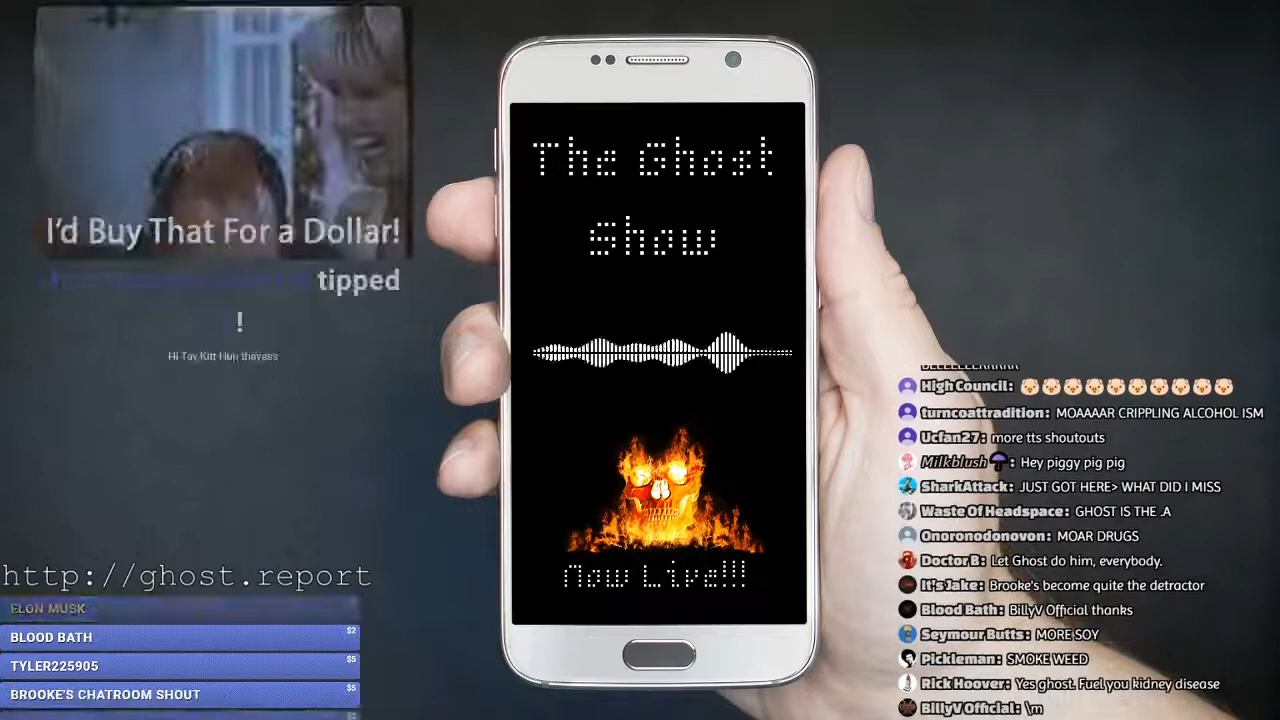 I'd Buy That For a Dollar!
tipped
!
The Ghost
Show
Now Live!!!
http://ghost.report
ELON MUSK
BLOOD BATH $2
TYLER225905 $5
BROOKE'S CHATROOM SHOUT $5
High Council:
turncoattradition: MOAAAAR CRIPPLING ALCOHOL ISM
Ucfan27: more tts shoutouts
Milkblush: Hey piggy pig pig
SharkAttack: JUST GOT HERE> WHAT DID I MISS
Waste Of Headspace: GHOST IS THE .A
Onoronodonovon: MOAR DRUGS
Doctor B: Let Ghost do him, everybody.
It's Jake: Brooke's become quite the detractor
Blood Bath: BillyV Official thanks
Seymour Butts: MORE SOY
Pickleman: SMOKE WEED
Rick Hoover: Yes ghost. Fuel you kidney disease
BillyV Official: \m